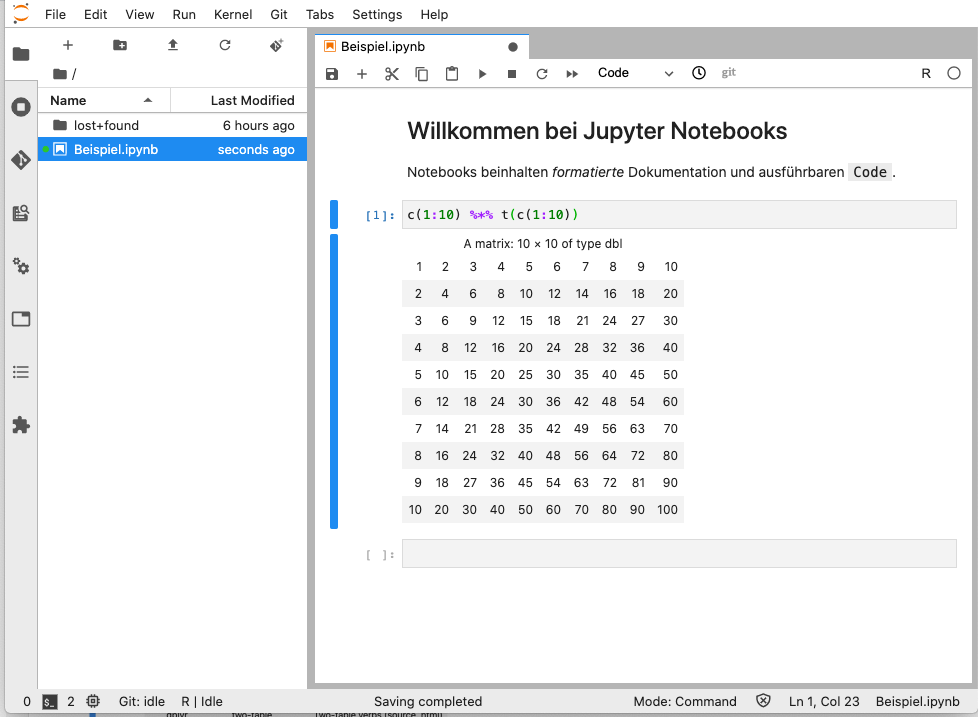 File Edit View Run Kernel Git Tabs Settings Help
Beispiel.ipynb
Code git R
/
Name Last Modified
lost+found 6 hours ago
Beispiel.ipynb seconds ago
Willkommen bei Jupyter Notebooks
Notebooks beinhalten formatierte Dokumentation und ausführbaren Code.
[1]: c(1:10) %*% t(c(1:10))
A matrix: 10 × 10 of type dbl
1 2 3 4 5 6 7 8 9 10
2 4 6 8 10 12 14 16 18 20
3 6 9 12 15 18 21 24 27 30
4 8 12 16 20 24 28 32 36 40
5 10 15 20 25 30 35 40 45 50
6 12 18 24 30 36 42 48 54 60
7 14 21 28 35 42 49 56 63 70
8 16 24 32 40 48 56 64 72 80
9 18 27 36 45 54 63 72 81 90
10 20 30 40 50 60 70 80 90 100
[ ]:
0 $_ 2 Git: idle R | Idle Saving completed Mode: Command Ln 1, Col 23 Beispiel.ipynb